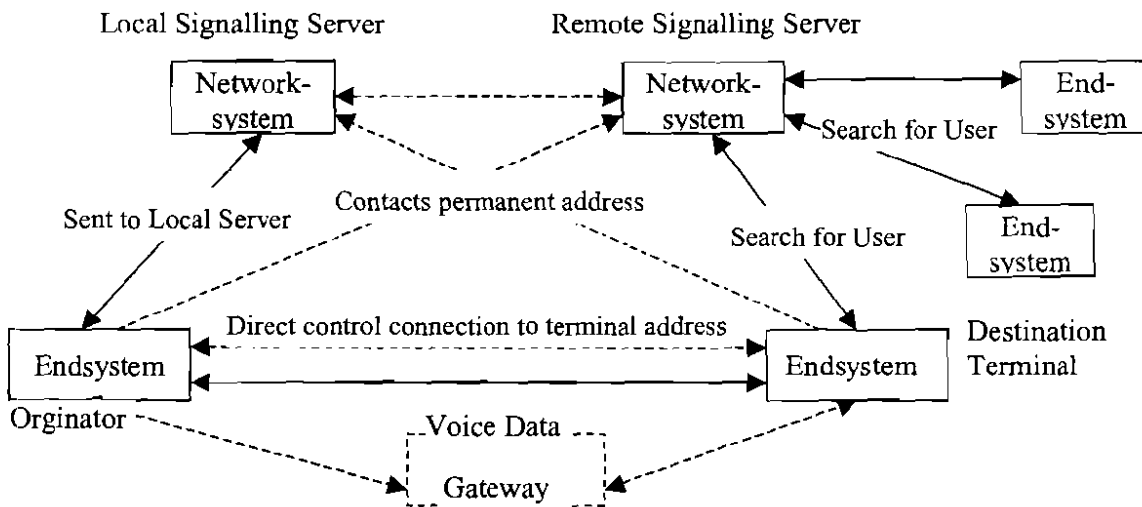 Local Signalling Server
Remote Signalling Server
Network-
system
Network-
system
End-
system
Search for User
Sent to Local Server
Contacts permanent address
Search for User
End-
system
Direct control connection to terminal address
Endsystem
Endsystem
Destination
Terminal
Orginator
Voice Data
Gateway